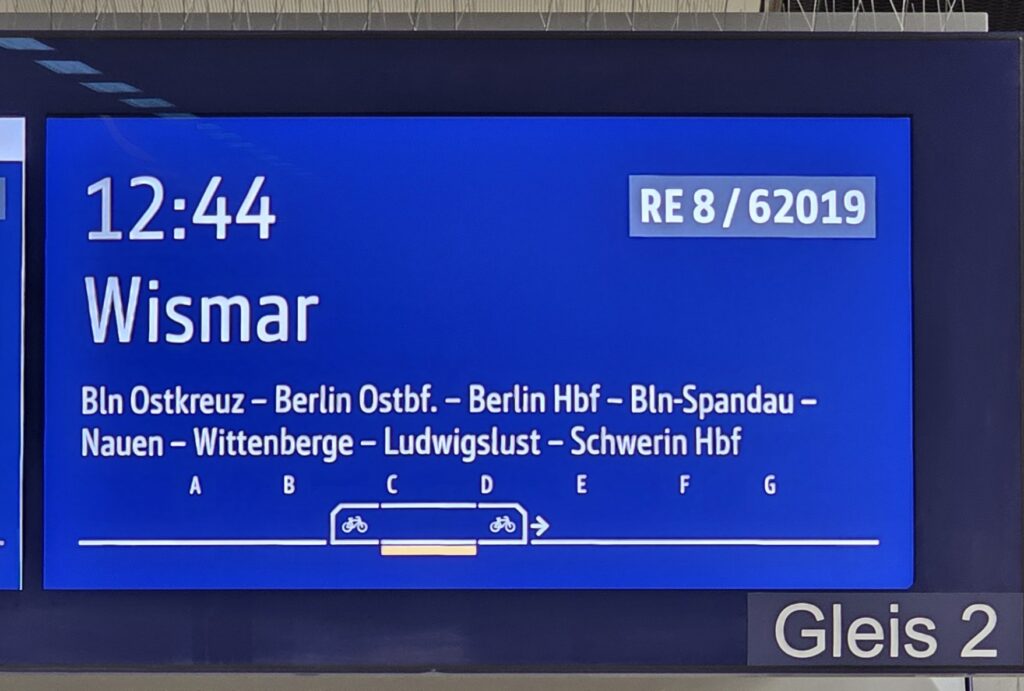 12:44
RE 8 / 62019
Wismar
Bln Ostkreuz – Berlin Ostbf. – Berlin Hbf – Bln-Spandau –
Nauen – Wittenberge – Ludwigslust – Schwerin Hbf
A B C D E F G
Gleis 2